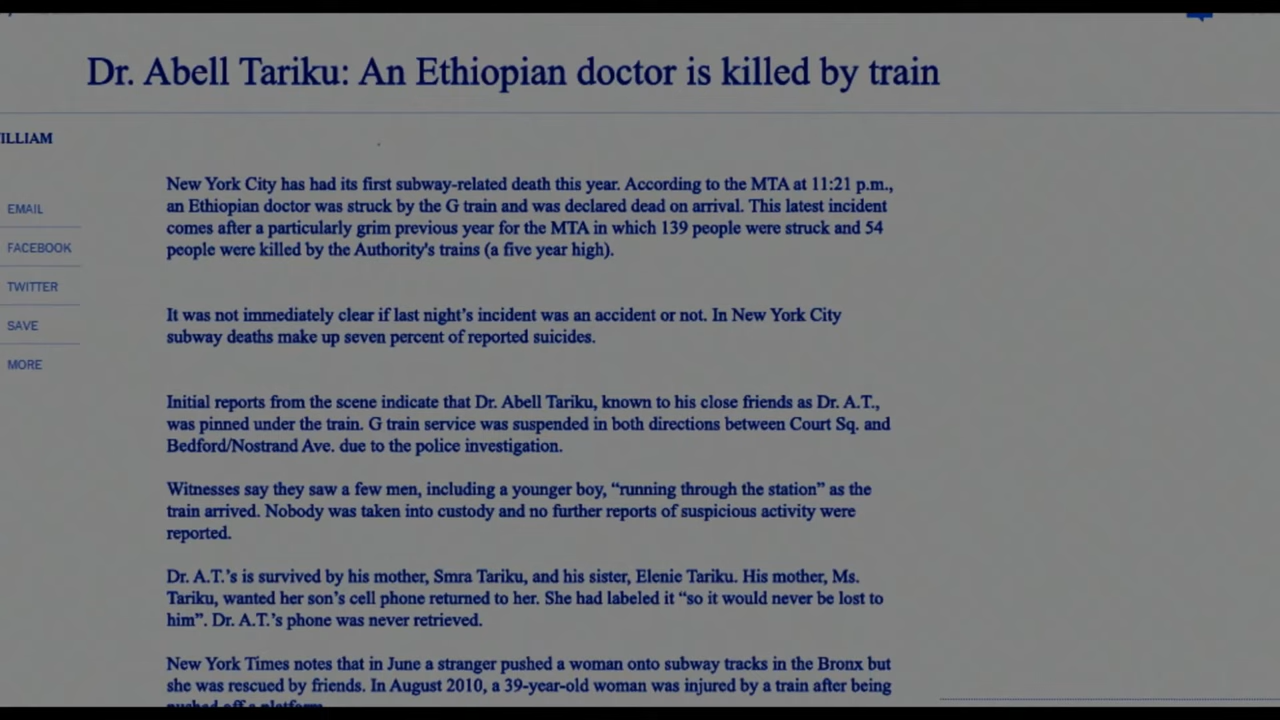 Dr. Abell Tariku: An Ethiopian doctor is killed by train
ILLIAM
EMAIL
FACEBOOK
TWITTER
SAVE
MORE
New York City has had its first subway-related death this year. According to the MTA at 11:21 p.m.,
an Ethiopian doctor was struck by the G train and was declared dead on arrival. This latest incident
comes after a particularly grim previous year for the MTA in which 139 people were struck and 54
people were killed by the Authority's trains (a five year high).
It was not immediately clear if last night’s incident was an accident or not. In New York City
subway deaths make up seven percent of reported suicides.
Initial reports from the scene indicate that Dr. Abell Tariku, known to his close friends as Dr. A.T.,
was pinned under the train. G train service was suspended in both directions between Court Sq. and
Bedford/Nostrand Ave. due to the police investigation.
Witnesses say they saw a few men, including a younger boy, “running through the station” as the
train arrived. Nobody was taken into custody and no further reports of suspicious activity were
reported.
Dr. A.T.’s is survived by his mother, Smra Tariku, and his sister, Elenie Tariku. His mother, Ms.
Tariku, wanted her son’s cell phone returned to her. She had labeled it “so it would never be lost to
him”. Dr. A.T.’s phone was never retrieved.
New York Times notes that in June a stranger pushed a woman onto subway tracks in the Bronx but
she was rescued by friends. In August 2010, a 39-year-old woman was injured by a train after being
pushed off a platform.